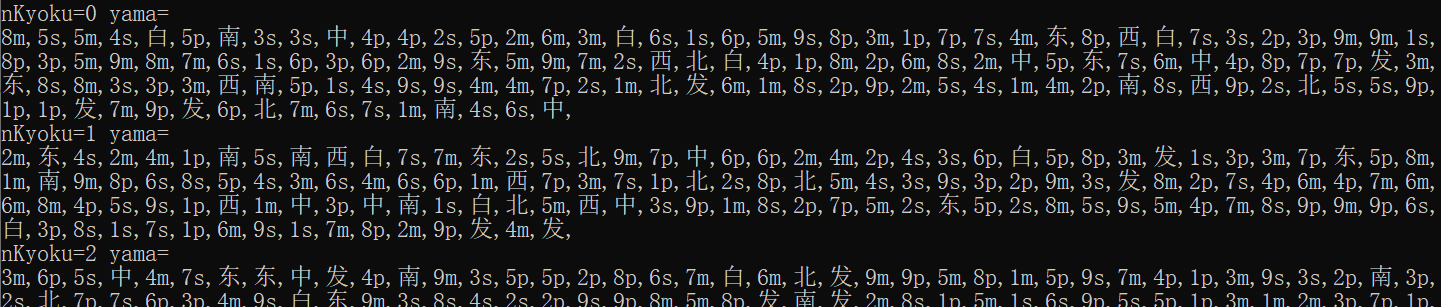 nKyoku=0 yama=
8m,5s,5m,4s,白,5p,南,3s,3s,中,4p,4p,2s,5p,2m,6m,3m,白,6s,1s,6p,5m,9s,8p,3m,1p,7p,7s,4m,东,8p,西,白,7s,3s,2p,3p,9m,9m,1s,
8p,3p,5m,9m,8m,7m,6s,1s,6p,3p,6p,2m,9s,东,5m,9m,7m,2s,西,北,白,4p,1p,8m,2p,6m,8s,2m,中,5p,东,7s,6m,中,4p,8p,7p,7p,发,3m,
东,8s,8m,3s,3p,3m,西,南,5p,1s,4s,9s,9s,4m,4m,7p,2s,1m,北,发,6m,1m,8s,2p,9p,2m,5s,4s,1m,4m,2p,南,8s,西,9p,2s,北,5s,5s,9p,
1p,1p,发,7m,9p,发,6p,北,7m,6s,7s,1m,南,4s,6s,中,
nKyoku=1 yama=
2m,东,4s,2m,4m,1p,南,5s,南,西,白,7s,7m,东,2s,5s,北,9m,7p,中,6p,6p,2m,4m,2p,4s,3s,6p,白,5p,8p,3m,发,1s,3p,3m,7p,东,5p,8m,
1m,南,9m,8p,6s,8s,5p,4s,3m,6s,4m,6s,6p,1m,西,7p,3m,7s,1p,北,2s,8p,北,5m,4s,3s,9s,3p,2p,9m,3s,发,8m,2p,7s,4p,6m,4p,7m,6m,
6m,8m,4p,5s,9s,1p,西,1m,中,3p,中,南,1s,白,北,5m,西,中,3s,9p,1m,8s,2p,7p,5m,2s,东,5p,2s,8m,5s,9s,5m,4p,7m,8s,9p,9m,9p,6s,
白,3p,8s,1s,7s,1p,6m,9s,1s,7m,8p,2m,9p,发,4m,发,
nKyoku=2 yama=
3m,6p,5s,中,4m,7s,东,东,中,发,4p,南,9m,3s,5p,5p,2p,8p,6s,7m,白,6m,北,发,9m,9p,5m,8p,1m,5p,9s,7m,4p,1p,3m,9s,3s,2p,南,3p,
2s,北,7p,7s,6p,3p,4m,9s,白,东,9m,3s,8s,4s,2s,2p,9s,9p,8m,5m,8p,发,南,发,2m,8s,1p,5m,1s,6s,9p,5s,5s,1p,3m,1m,2m,3p,7p,1p